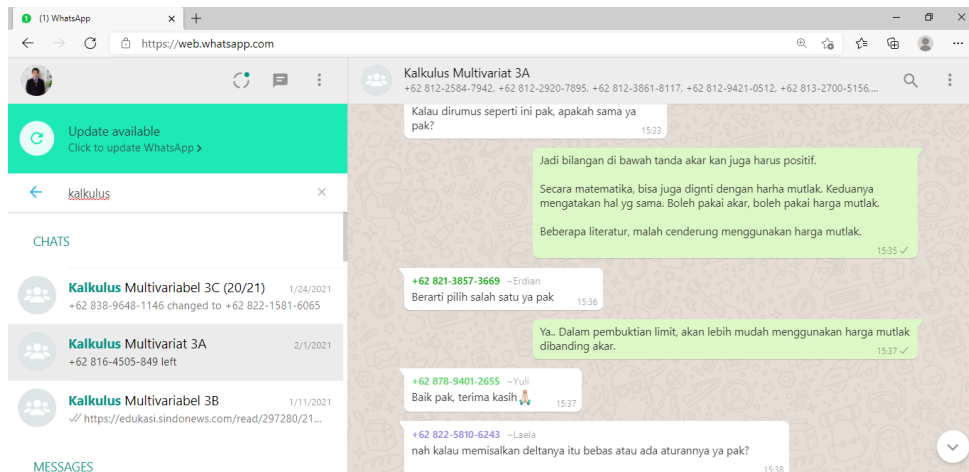 (1) WhatsApp
https://web.whatsapp.com
Update available
Click to update WhatsApp >
kalkulus
CHATS
Kalkulus Multivariabel 3C (20/21) 1/24/2021
+62 838-9648-1146 changed to +62 822-1581-6065
Kalkulus Multivariat 3A 2/1/2021
+62 816-4505-849 left
Kalkulus Multivariabel 3B 1/11/2021
https://edukasi.sindonews.com/read/297280/21...
MESSAGES
Kalkulus Multivariat 3A
+62 812-2584-7942, +62 812-2920-7895, +62 812-3861-8117, +62 812-9421-0512, +62 813-2700-5156,...
Kalau dirumus seperti ini pak, apakah sama ya
pak? 15:33
Jadi bilangan di bawah tanda akar kan juga harus positif.
Secara matematika, bisa juga dignti dengan harha mutlak. Keduanya
mengatakan hal yg sama. Boleh pakai akar, boleh pakai harga mutlak.
Beberapa literatur, malah cenderung menggunakan harga mutlak.
15:35
+62 821-3857-3669 ~Erdian
Berarti pilih salah satu ya pak 15:36
Ya.. Dalam pembuktian limit, akan lebih mudah menggunakan harga mutlak
dibanding akar. 15:37
+62 878-9401-2655 ~Yuli
Baik pak, terima kasih🙏🏼 15:37
+62 822-5810-6243 ~Laela
nah kalau memisalkan deltanya itu bebas atau ada aturannya ya pak?
15:38